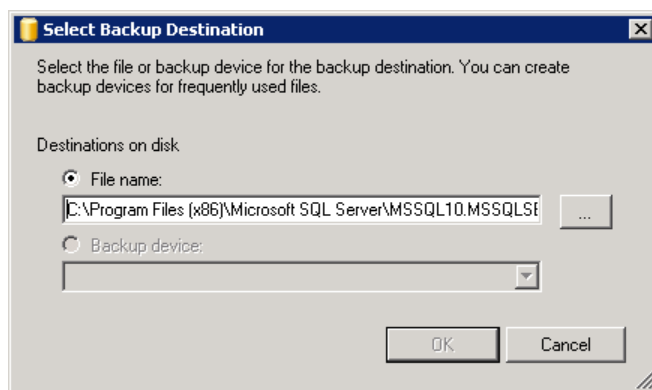 Select Backup Destination
Select the file or backup device for the backup destination. You can create
backup devices for frequently used files.
Destinations on disk
File name:
C:\Program Files (x86)\Microsoft SQL Server\MSSQL10.MSSQLSE
...
Backup device:
OK
Cancel